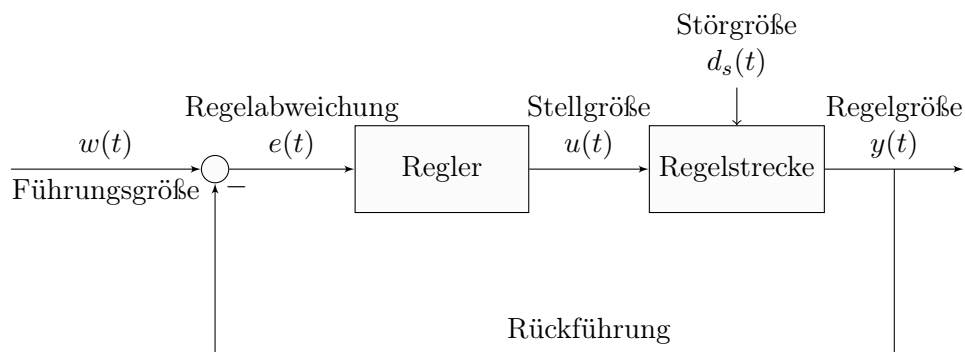 Störgröße
d_s(t)
Regelabweichung
Stellgröße
Regelgröße
w(t)
e(t)
Regler
u(t)
Regelstrecke
y(t)
Führungsgröße
−
Rückführung